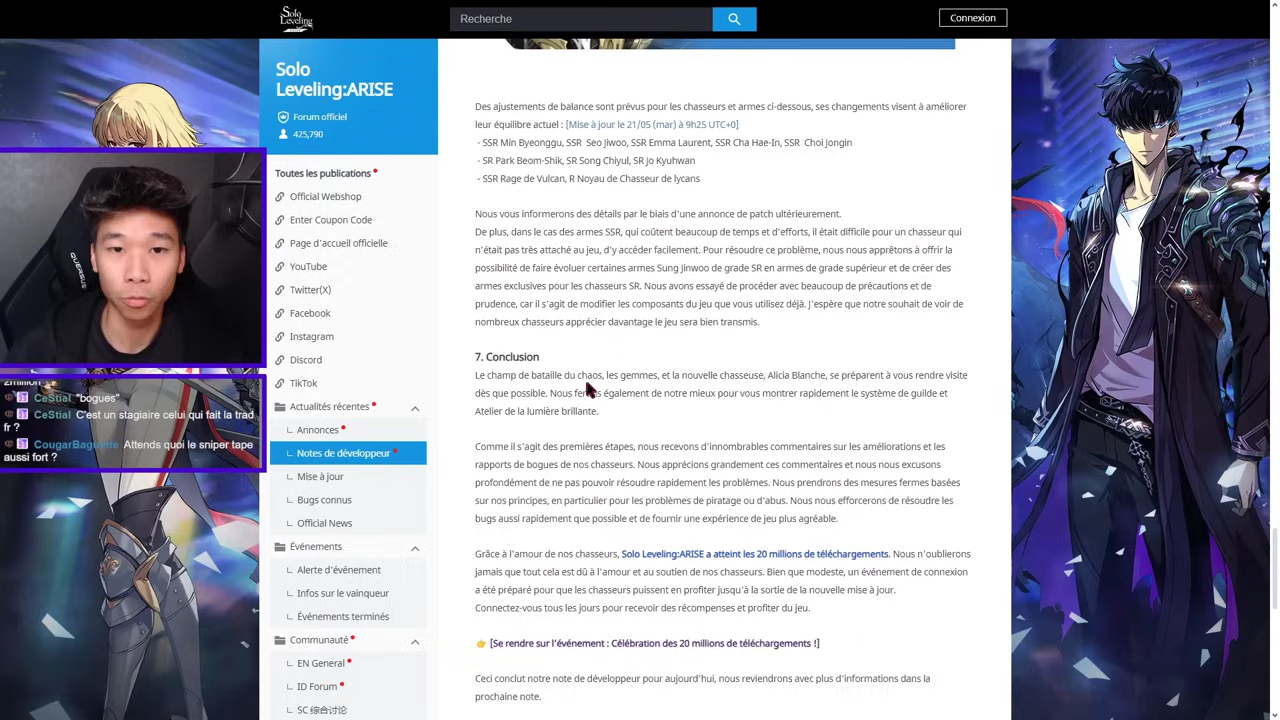 Solo
Leveling
ARISE
Recherche
Connexion
Solo
Leveling:ARISE
Forum officiel
425,790
Toutes les publications
Official Webshop
Enter Coupon Code
Page d'accueil officielle
YouTube
Twitter(X)
Facebook
Instagram
Discord
TikTok
Actualités récentes
Annonces
Notes de développeur
Mise à jour
Bugs connus
Official News
Événements
Alerte d'événement
Infos sur le vainqueur
Événements terminés
Communauté
EN General
ID Forum
SC 综合讨论
QUERSUS
2million
CeStial "bogues"
CeStial C'est un stagiaire celui qui fait la trad
fr ?
CougarBaguette Attends quoi le sniper tape
aussi fort ?
Des ajustements de balance sont prévus pour les chasseurs et armes ci-dessous, ses changements visent à améliorer
leur équilibre actuel : [Mise à jour le 21/05 (mar) à 9h25 UTC+0]
- SSR Min Byeonggu, SSR Seo Jiwoo, SSR Emma Laurent, SSR Cha Hae-In, SSR Choi Jongin
- SR Park Beom-Shik, SR Song Chiyul, SR Jo Kyuhwan
- SSR Rage de Vulcan, R Noyau de Chasseur de lycans
Nous vous informerons des détails par le biais d'une annonce de patch ultérieurement.
De plus, dans le cas des armes SSR, qui coûtent beaucoup de temps et d'efforts, il était difficile pour un chasseur qui
n'était pas très attaché au jeu, d'y accéder facilement. Pour résoudre ce problème, nous nous apprêtons à offrir la
possibilité de faire évoluer certaines armes Sung Jinwoo de grade SR en armes de grade supérieur et de créer des
armes exclusives pour les chasseurs SR. Nous avons essayé de procéder avec beaucoup de précautions et de
prudence, car il s'agit de modifier les composants du jeu que vous utilisez déjà. J'espère que notre souhait de voir de
nombreux chasseurs apprécier davantage le jeu sera bien transmis.
7. Conclusion
Le champ de bataille du chaos, les gemmes, et la nouvelle chasseuse, Alicia Blanche, se préparent à vous rendre visite
dès que possible. Nous ferons également de notre mieux pour vous montrer rapidement le système de guilde et
Atelier de la lumière brillante.
Comme il s'agit des premières étapes, nous recevons d'innombrables commentaires sur les améliorations et les
rapports de bogues de nos chasseurs. Nous apprécions grandement ces commentaires et nous nous excusons
profondément de ne pas pouvoir résoudre rapidement les problèmes. Nous prendrons des mesures fermes basées
sur nos principes, en particulier pour les problèmes de piratage ou d'abus. Nous nous efforcerons de résoudre les
bugs aussi rapidement que possible et de fournir une expérience de jeu plus agréable.
Grâce à l'amour de nos chasseurs, Solo Leveling:ARISE a atteint les 20 millions de téléchargements. Nous n'oublierons
jamais que tout cela est dû à l'amour et au soutien de nos chasseurs. Bien que modeste, un événement de connexion
a été préparé pour que les chasseurs puissent en profiter jusqu'à la sortie de la nouvelle mise à jour.
Connectez-vous tous les jours pour recevoir des récompenses et profiter du jeu.
👉 [Se rendre sur l'événement : Célébration des 20 millions de téléchargements !]
Ceci conclut notre note de développeur pour aujourd'hui, nous reviendrons avec plus d'informations dans la
prochaine note.